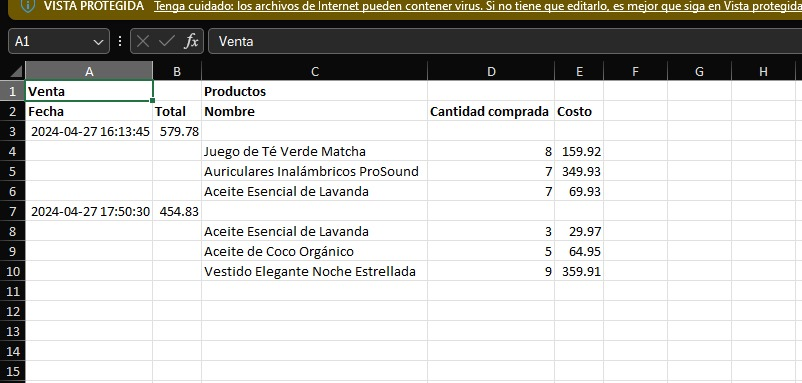 VISTA PROTEGIDA Tenga cuidado: los archivos de Internet pueden contener virus. Si no tiene que editarlo, es mejor que siga en Vista protegida
A1 fx Venta
A B C D E F G H
1 Venta Productos
2 Fecha Total Nombre Cantidad comprada Costo
3 2024-04-27 16:13:45 579.78
4 Juego de Té Verde Matcha 8 159.92
5 Auriculares Inalámbricos ProSound 7 349.93
6 Aceite Esencial de Lavanda 7 69.93
7 2024-04-27 17:50:30 454.83
8 Aceite Esencial de Lavanda 3 29.97
9 Aceite de Coco Orgánico 5 64.95
10 Vestido Elegante Noche Estrellada 9 359.91
11
12
13
14
15